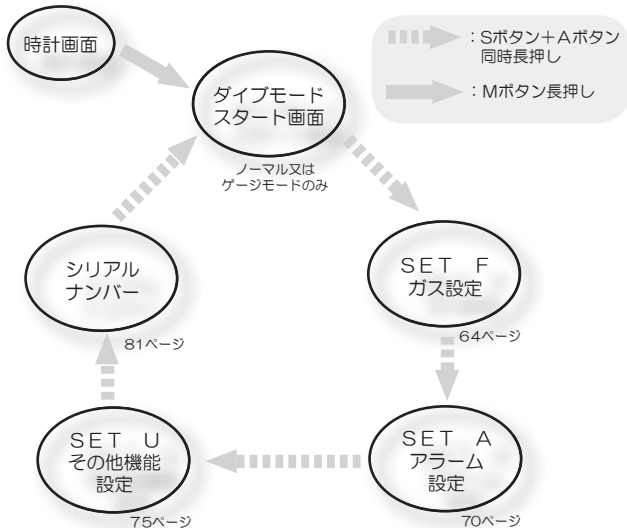 時計画面
：Sボタン＋Aボタン
同時長押し
：Mボタン長押し
ダイブモード
スタート画面
ノーマル又は
ゲージモードのみ
シリアル
ナンバー
81ページ
SET F
ガス設定
64ページ
SET U
その他機能
設定
75ページ
SET A
アラーム
設定
70ページ